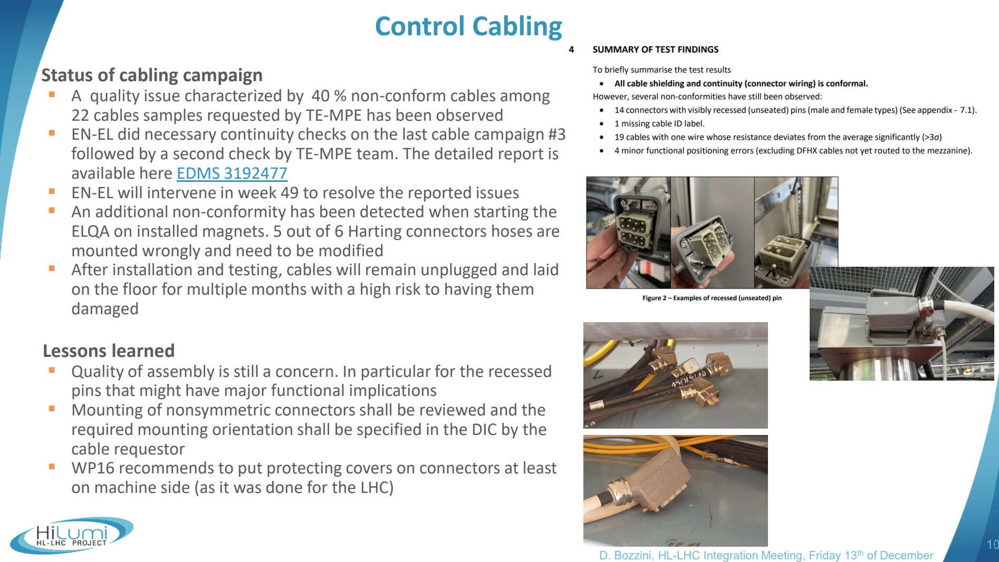 Control Cabling
Status of cabling campaign
▪ A quality issue characterized by 40 % non-conform cables among
22 cables samples requested by TE-MPE has been observed
▪ EN-EL did necessary continuity checks on the last cable campaign #3
followed by a second check by TE-MPE team. The detailed report is
available here EDMS 3192477
▪ EN-EL will intervene in week 49 to resolve the reported issues
▪ An additional non-conformity has been detected when starting the
ELQA on installed magnets. 5 out of 6 Harting connectors hoses are
mounted wrongly and need to be modified
▪ After installation and testing, cables will remain unplugged and laid
on the floor for multiple months with a high risk to having them
damaged
Lessons learned
▪ Quality of assembly is still a concern. In particular for the recessed
pins that might have major functional implications
▪ Mounting of nonsymmetric connectors shall be reviewed and the
required mounting orientation shall be specified in the DIC by the
cable requestor
▪ WP16 recommends to put protecting covers on connectors at least
on machine side (as it was done for the LHC)
4 SUMMARY OF TEST FINDINGS
To briefly summarise the test results
• All cable shielding and continuity (connector wiring) is conformal.
However, several non-conformities have still been observed:
• 14 connectors with visibly recessed (unseated) pins (male and female types) (See appendix - 7.1).
• 1 missing cable ID label.
• 19 cables with one wire whose resistance deviates from the average significantly (>3σ)
• 4 minor functional positioning errors (excluding DFHX cables not yet routed to the mezzanine).
Figure 2 – Examples of recessed (unseated) pin
HiLumi
HL-LHC PROJECT
D. Bozzini, HL-LHC Integration Meeting, Friday 13th of December
10